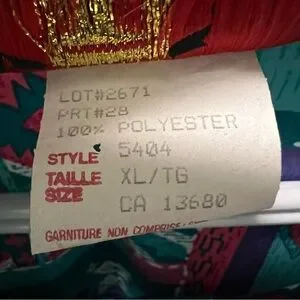 LOT#2671
PRT#28
100% POLYESTER
STYLE 5404
TAILLE XL/TG
SIZE
CA 13680
GARNITURE NON COMPRISE